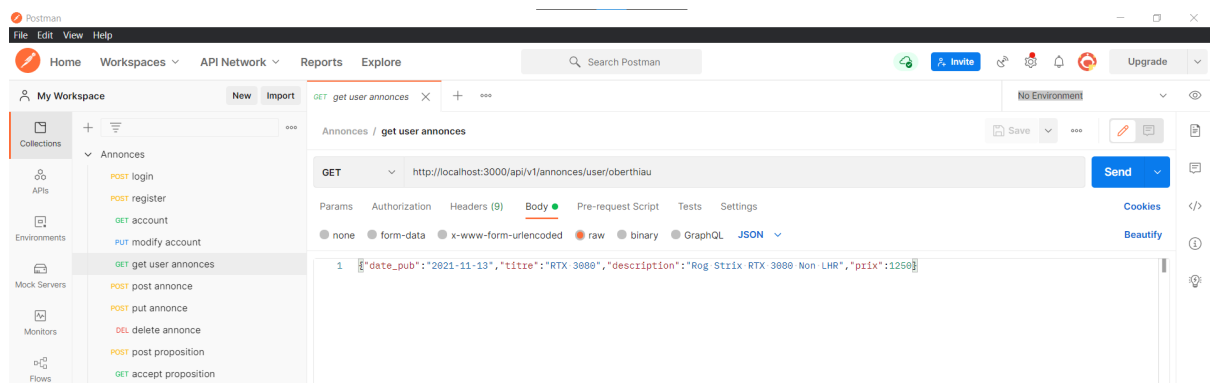 Postman
File Edit View Help
Home Workspaces API Network Reports Explore Search Postman Invite Upgrade
My Workspace New Import GET get user annonces No Environment
Collections
APIs
Environments
Mock Servers
Monitors
Flows
Annonces
POST login
POST register
GET account
PUT modify account
GET get user annonces
POST post annonce
POST put annonce
DEL delete annonce
POST post proposition
GET accept proposition
Annonces / get user annonces Save
GET http://localhost:3000/api/v1/annonces/user/oberthiau Send
Params Authorization Headers (9) Body Pre-request Script Tests Settings Cookies
none form-data x-www-form-urlencoded raw binary GraphQL JSON Beautify
1 {"date_pub":"2021-11-13","titre":"RTX 3080","description":"Rog Strix RTX 3080 Non LHR","prix":1250}